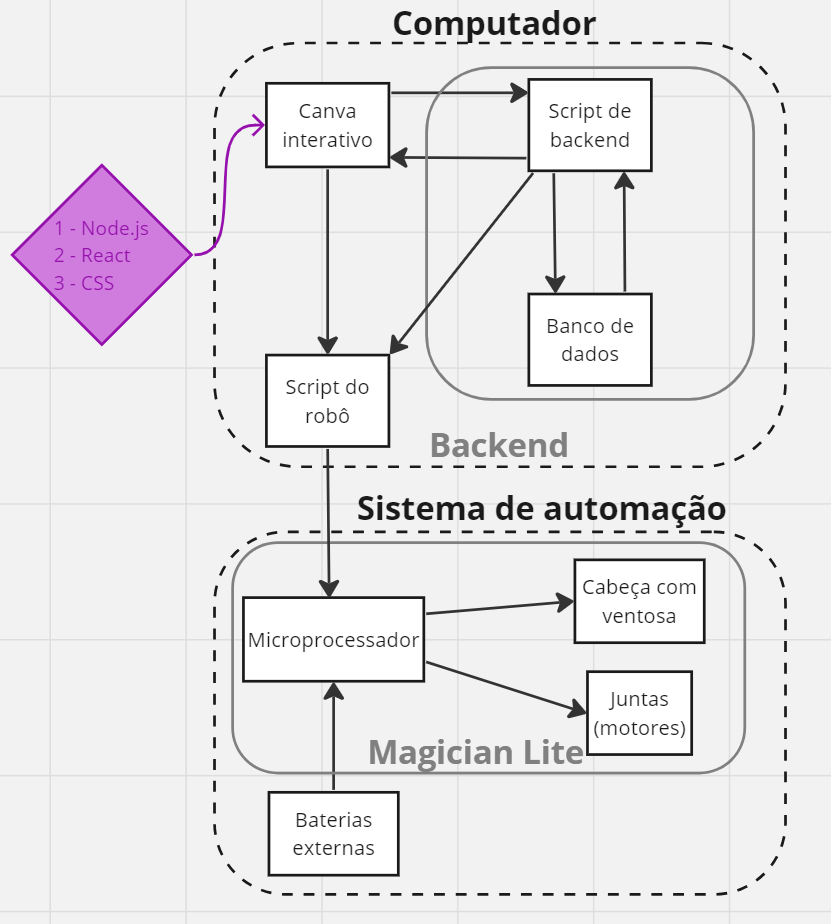 Computador
Canva
interativo
Script de
backend
1 - Node.js
2 - React
3 - CSS
Banco de
dados
Script do
robô
Backend
Sistema de automação
Cabeça com
ventosa
Microprocessador
Juntas
(motores)
Magician Lite
Baterias
externas